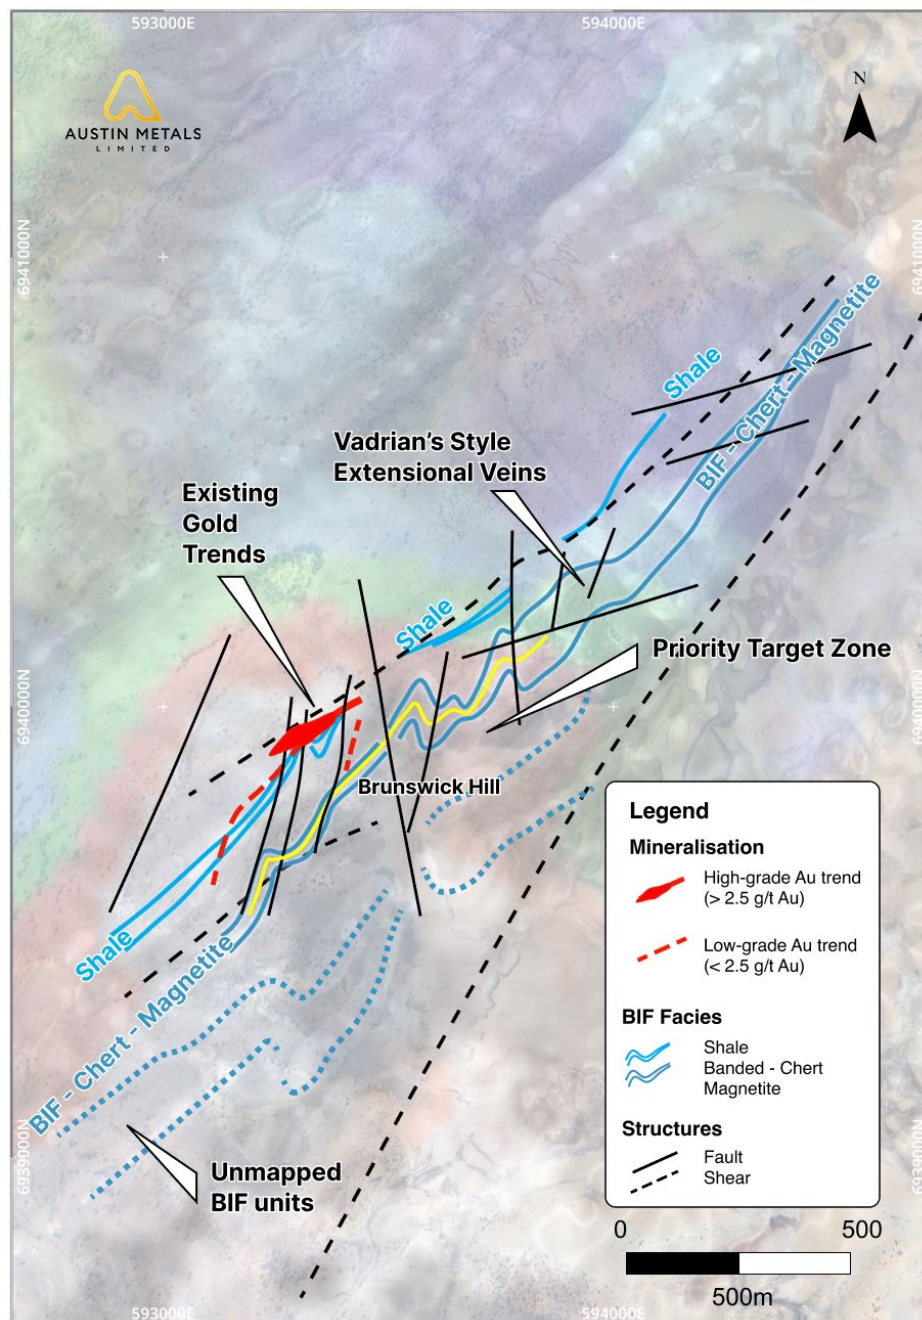 593000E
594000E
AUSTIN METALS
LIMITED
N
6941000N
6941000N
BIF - Chert - Magnetite
Shale
Vadrian’s Style
Extensional Veins
Existing
Gold
Trends
Shale
Priority Target Zone
6940000N
Brunswick Hill
Shale
BIF - Chert - Magnetite
Unmapped
BIF units
6939000N
6939000N
Legend
Mineralisation
High-grade Au trend
(> 2.5 g/t Au)
Low-grade Au trend
(< 2.5 g/t Au)
BIF Facies
Shale
Banded - Chert
Magnetite
Structures
Fault
Shear
0
500
500m
593000E
594000E